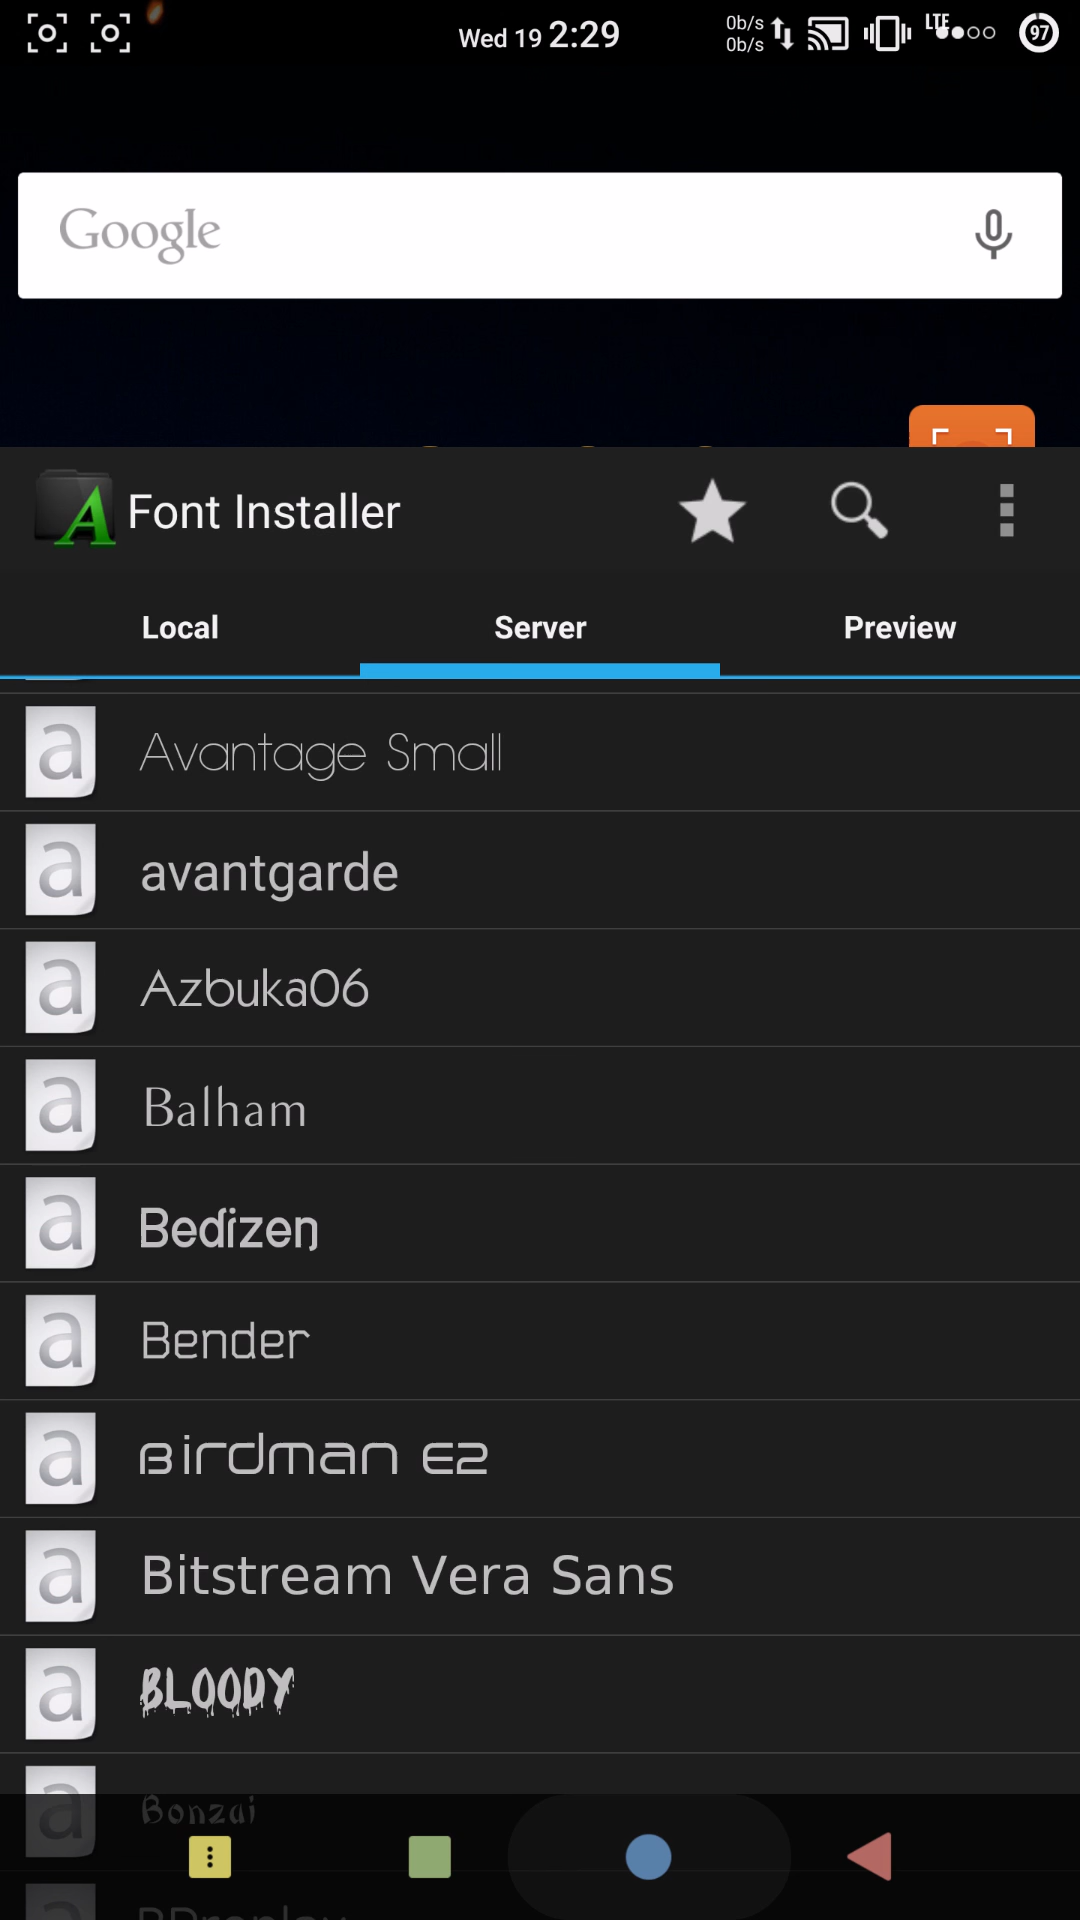 Wed 19 2:29
0b/s
0b/s
LTE
97
Google
Font Installer
Local Server Preview
Avantage Small
avantgarde
Azbuka06
Balham
Bedizen
Bender
Birdman E2
Bitstream Vera Sans
BLOODY
Bonzai